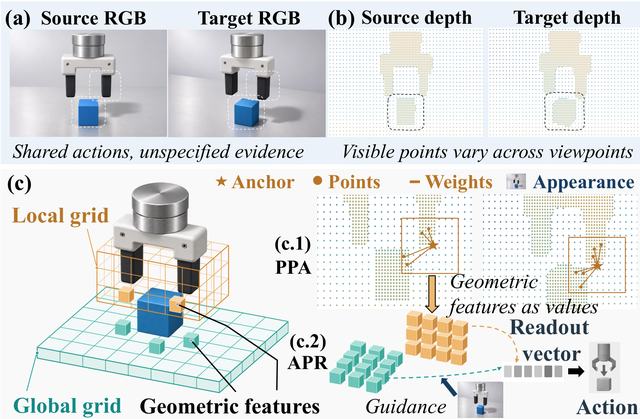 (a) Source RGB Target RGB
(b) Source depth Target depth
Shared actions, unspecified evidence
Visible points vary across viewpoints
(c)
★ Anchor ● Points − Weights Appearance
Local grid
(c.1)
PPA
Geometric
features as values
(c.2)
APR
Readout
vector
Global grid
Geometric features
Guidance
Action